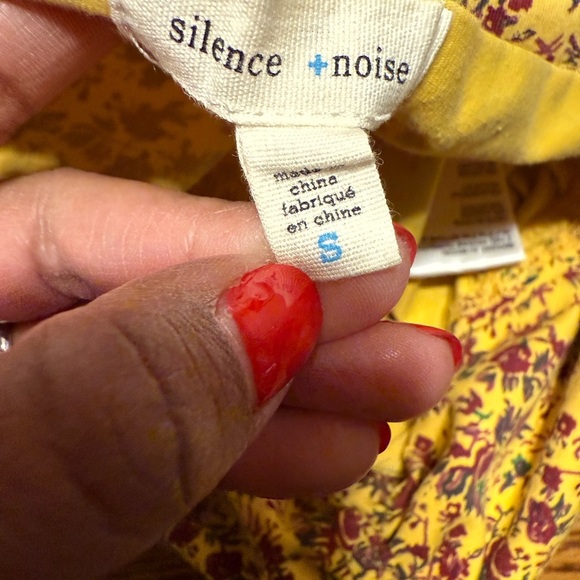 silence +noise
made in
china
fabriqué
en chine
S